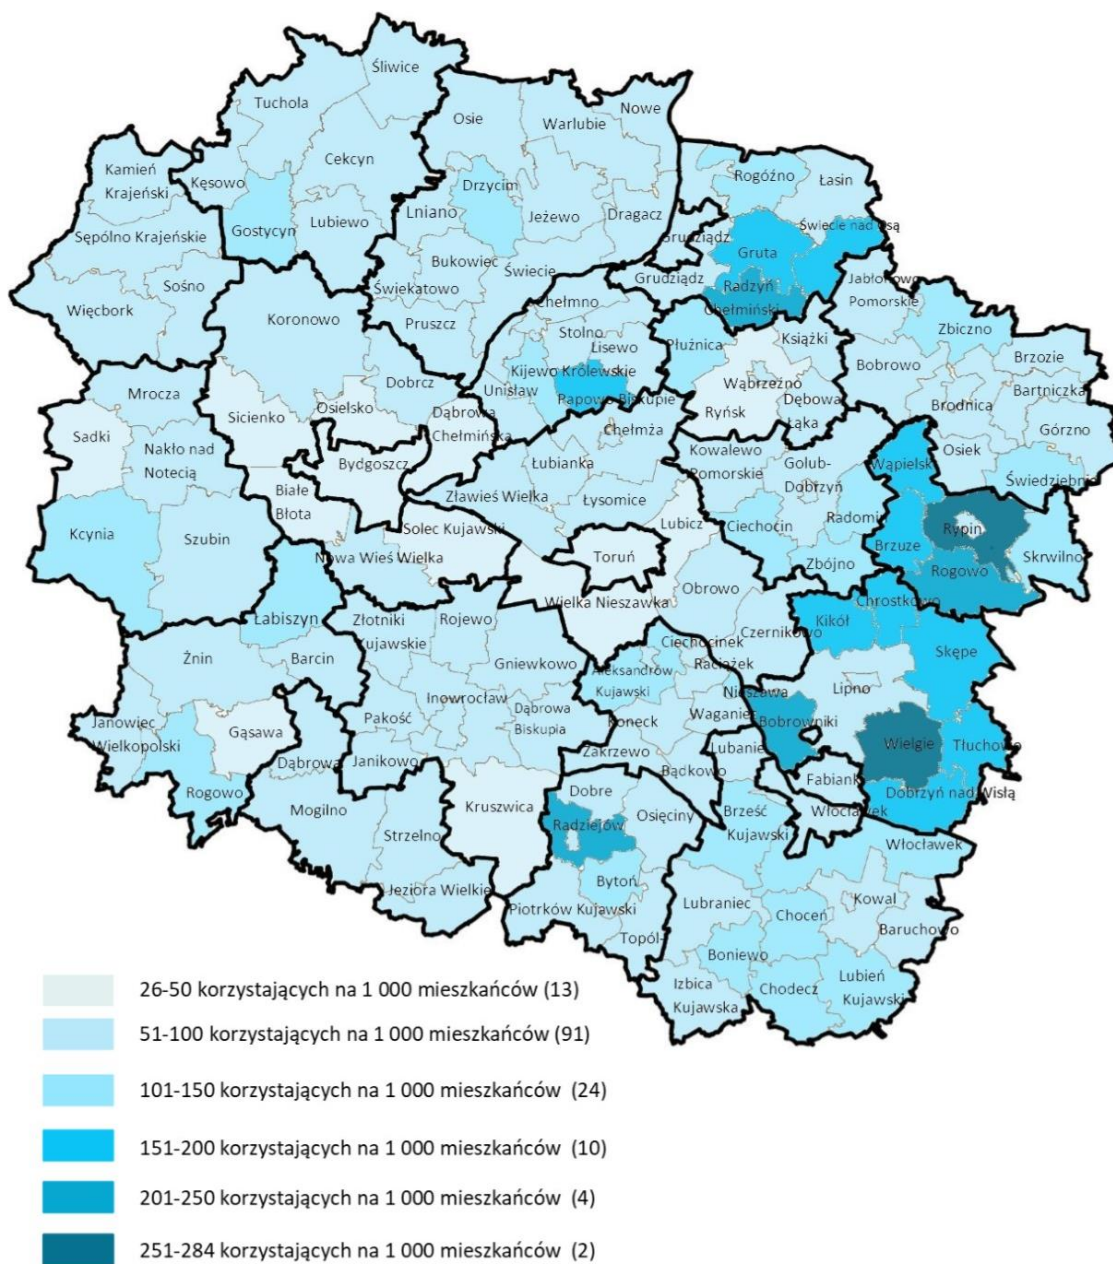 Śliwice
Tuchola
Nowe
Osie
Warlubie
Cekcyn
Kamień
Krajeński
Kęsowo
Rogóźno
Łasin
Drzycim
Lniano
Jeżewo
Dragacz
Gostycyn
Lubiewo
Sępólno Krajeńskie
Grudziądz
Świecie nad Osą
Gruta
Bukowiec
Świecie
Grudziądz
Radzyń
Chełmiński
Jabłonowo
Pomorskie
Sośno
Więcbork
Świekatowo
Koronowo
Pruszcz
Chełmno
Stolno
Lisewo
Płużnica
Książki
Zbiczno
Brzozie
Bobrowo
Kijewo Królewskie
Unisław
Papowo Biskupie
Wąbrzeźno
Dębowa
Łąka
Ryńsk
Bartniczka
Brodnica
Górzno
Mrocza
Dobrcz
Sicienko
Osielsko
Dąbrowa
Chełmińska
Sadki
Nakło nad
Notecią
Chełmża
Kowalewo
Pomorskie
Golub-
Dobrzyń
Osiek
Wąpielsk
Świedziebnia
Bydgoszcz
Łubianka
Łysomice
Zławieś Wielka
Białe
Błota
Solec Kujawski
Lubicz
Ciechocin
Radomin
Rypin
Skrwilno
Kcynia
Szubin
Nowa Wieś Wielka
Toruń
Zbójno
Brzuze
Rogowo
Wielka Nieszawka
Obrowo
Łabiszyn
Złotniki
Kujawskie
Rojewo
Chrostkowo
Kikół
Czernikowo
Ciechocinek
Skępe
Żnin
Barcin
Gniewkowo
Aleksandrów
Kujawski
Raciążek
Nieszawa
Lipno
Inowrocław
Dąbrowa
Biskupia
Koneck
Waganiec
Bobrowniki
Janowiec
Wielkopolski
Gąsawa
Pakość
Wielgie
Tłuchowo
Dąbrowa
Janikowo
Zakrzewo
Bądkowo
Lubanie
Fabiank
Rogowo
Mogilno
Kruszwica
Dobre
Osięciny
Włocławek
Dobrzyń nad Wisłą
Brześć
Kujawski
Strzelno
Radziejów
Włocławek
Bytoń
Jeziora Wielkie
Piotrków Kujawski
Lubraniec
Choceń
Kowal
Baruchowo
Topól-
Boniewo
Izbica
Kujawska
Chodecz
Lubień
Kujawski
26-50 korzystających na 1 000 mieszkańców (13)
51-100 korzystających na 1 000 mieszkańców (91)
101-150 korzystających na 1 000 mieszkańców (24)
151-200 korzystających na 1 000 mieszkańców (10)
201-250 korzystających na 1 000 mieszkańców (4)
251-284 korzystających na 1 000 mieszkańców (2)